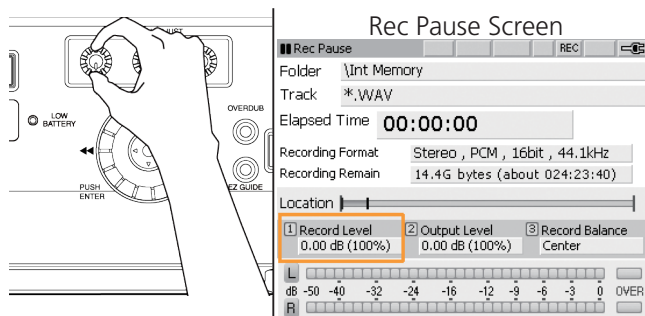 LOW
BATTERY
OVERDUB
PUSH
ENTER
EZ GUIDE
Rec Pause Screen
Rec Pause
REC
Folder \Int Memory
Track *.WAV
Elapsed Time 00:00:00
Recording Format Stereo , PCM , 16bit , 44.1kHz
Recording Remain 14.4G bytes (about 024:23:40)
Location
1 Record Level 2 Output Level 3 Record Balance
0.00 dB (100%) 0.00 dB (100%) Center
L
dB -50 -40 -32 -24 -16 -12 -9 -6 -3 0 OVER
R